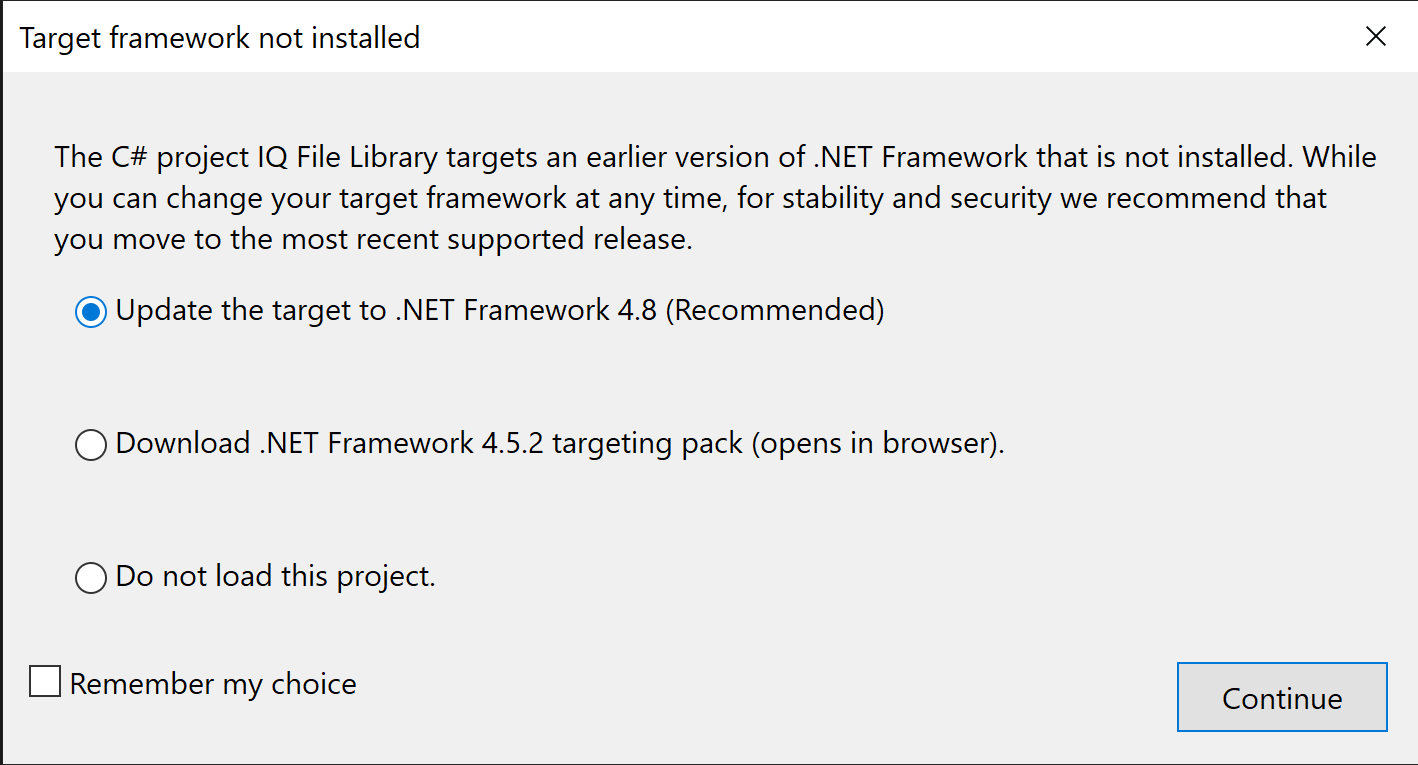 Target framework not installed
The C# project IQ File Library targets an earlier version of .NET Framework that is not installed. While
you can change your target framework at any time, for stability and security we recommend that
you move to the most recent supported release.
Update the target to .NET Framework 4.8 (Recommended)
Download .NET Framework 4.5.2 targeting pack (opens in browser).
Do not load this project.
Remember my choice
Continue